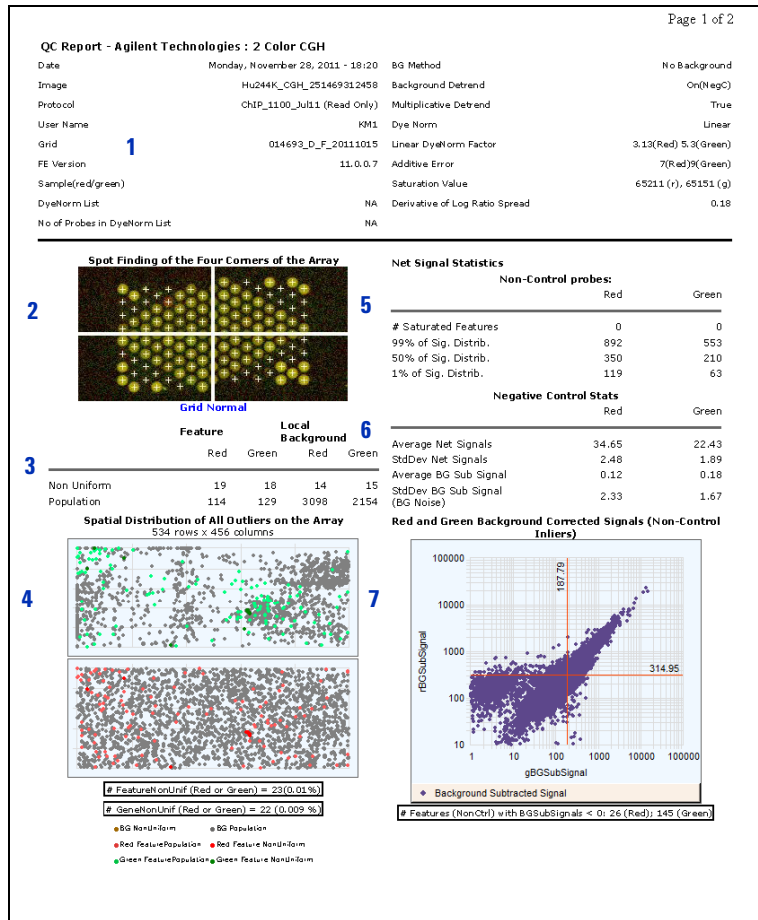 Page 1 of 2
QC Report - Agilent Technologies : 2 Color CGH
Date Monday, November 28, 2011 - 18:20 BG Method No Background
Image Hu244K_CGH_251469312458 Background Detrend On(NegC)
Protocol ChIP_1100_Jul11 (Read Only) Multiplicative Detrend True
User Name KM1 Dye Norm Linear
1
Grid 014693_D_F_20111015 Linear DyeNorm Factor 3.13(Red) 5.3(Green)
FE Version 11.0.0.7 Additive Error 7(Red)9(Green)
Sample(red/green) Saturation Value 65211 (r), 65151 (g)
DyeNorm List NA Derivative of Log Ratio Spread 0.18
No of Probes in DyeNorm List NA
Spot Finding of the Four Corners of the Array
2
Grid Normal
Feature Local Background
Red Green Red Green
3
Non Uniform 19 18 14 15
Population 114 129 3098 2154
Spatial Distribution of All Outliers on the Array
534 rows x 456 columns
4
# FeatureNonUnif (Red or Green) = 23(0.01%)
# GeneNonUnif (Red or Green) = 22 (0.009 %)
BG NonUniform BG Population
Red FeaturePopulation Red Feature NonUniform
Green FeaturePopulation Green Feature NonUniform
Net Signal Statistics
Non-Control probes:
Red Green
5
# Saturated Features 0 0
99% of Sig. Distrib. 892 553
50% of Sig. Distrib. 350 210
1% of Sig. Distrib. 119 63
Negative Control Stats
Red Green
6
Average Net Signals 34.65 22.43
StdDev Net Signals 2.48 1.89
Average BG Sub Signal 0.12 0.18
StdDev BG Sub Signal (BG Noise) 2.33 1.67
Red and Green Background Corrected Signals (Non-Control Inliers)
7
100000
10000
1000
100
10
rBGSubSignal
187.79
314.95
1 10 100 1000 10000 100000
gBGSubSignal
Background Subtracted Signal
# Features (NonCtrl) with BGSubSignals < 0: 26 (Red); 145 (Green)